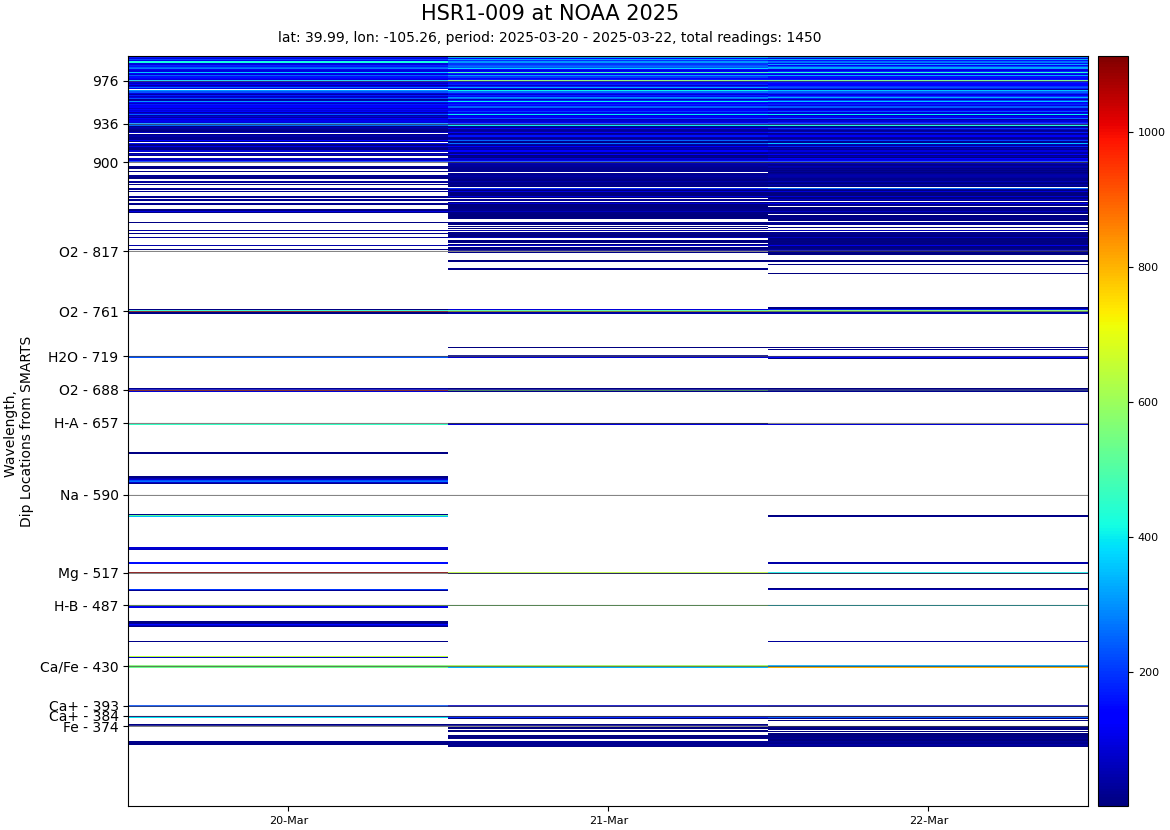 HSR1-009 at NOAA 2025
lat: 39.99, lon: -105.26, period: 2025-03-20 - 2025-03-22, total readings: 1450
976
936
900
O2 - 817
O2 - 761
H2O - 719
O2 - 688
H-A - 657
Na - 590
Mg - 517
H-B - 487
Ca/Fe - 430
Ca+ - 393
Ca+ - 384
Fe - 374
Wavelength,
Dip Locations from SMARTS
20-Mar
21-Mar
22-Mar
1000
800
600
400
200